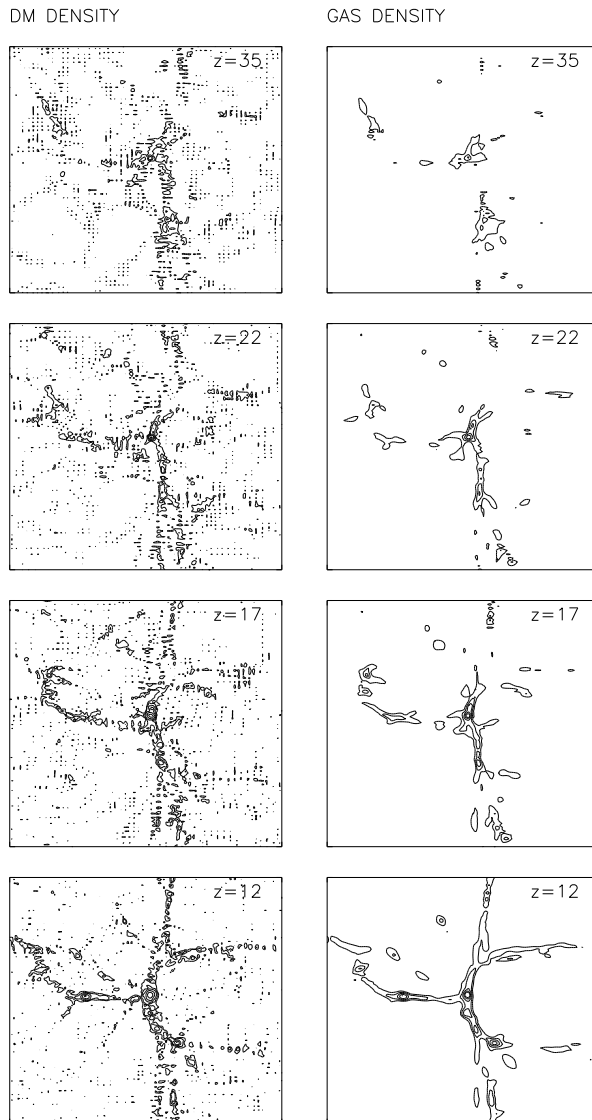 DM DENSITY GAS DENSITY
z=35 z=35
z=22 z=22
z=17 z=17
z=12 z=12